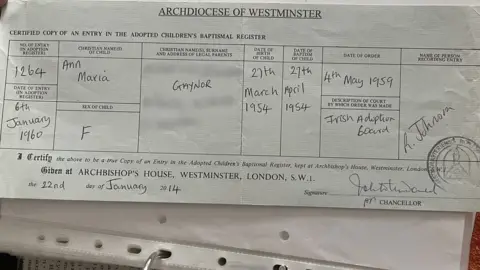 ARCHDIOCESE OF WESTMINSTER
CERTIFIED COPY OF AN ENTRY IN THE ADOPTED CHILDREN'S BAPTISMAL REGISTER
NO. OF ENTRY IN ADOPTION REGISTER
CHRISTIAN NAME(S) OF CHILD
CHRISTIAN NAME(S), SURNAME AND ADDRESS OF LEGAL PARENTS
DATE OF BIRTH OF CHILD
DATE OF BAPTISM OF CHILD
DATE OF ORDER
NAME OF PERSON RECORDING ENTRY
1264
Ann
Maria
GAYNOR
27th
March
1954
27th
April
1954
4th May 1959
DATE OF ENTRY IN ADOPTION REGISTER
SEX OF CHILD
DESCRIPTION OF COURT BY WHICH ORDER WAS MADE
6th
January
1960
F
Irish Adoption
Board
A. Johnson
I Certify the above to be a true Copy of an Entry in the Adopted Children's Baptismal Register, kept at Archbishop's House, Westminster, London, S.W.1.
Given at ARCHBISHOP'S HOUSE, WESTMINSTER, LONDON, S.W.1.
the 22nd day of January 2014
Signature
CHANCELLOR